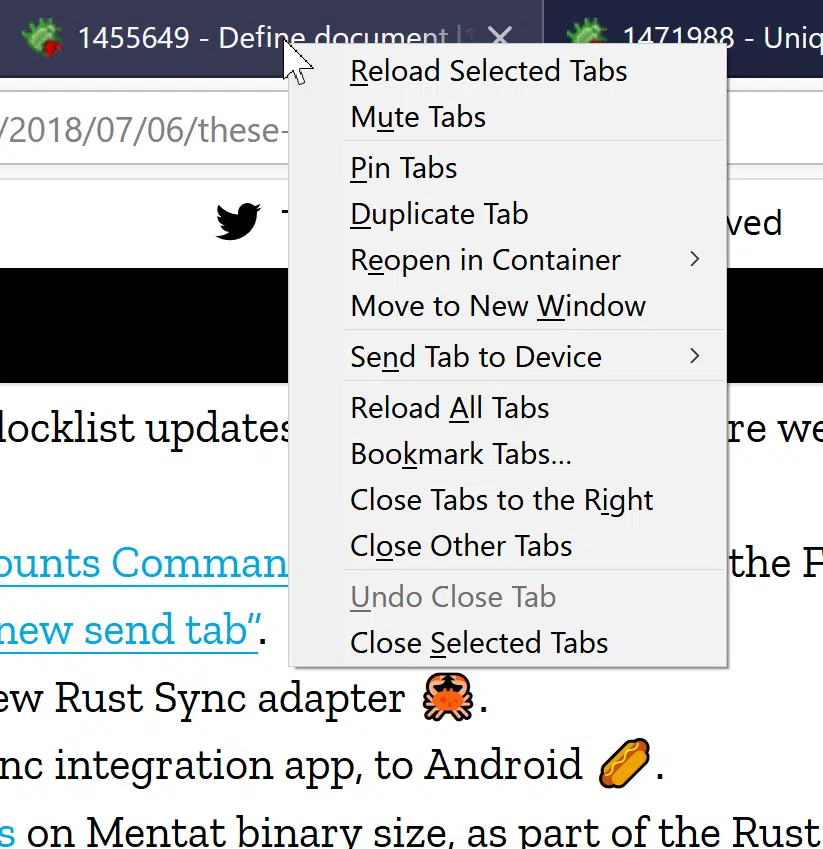 1455649 - Define document
1471988 - Uniq
/2018/07/06/these-
ved
Reload Selected Tabs
Mute Tabs
Pin Tabs
Duplicate Tab
Reopen in Container
Move to New Window
Send Tab to Device
Reload All Tabs
Bookmark Tabs...
Close Tabs to the Right
Close Other Tabs
Undo Close Tab
Close Selected Tabs
locklist updates re we
ounts Comman the F
new send tab”.
ew Rust Sync adapter 🦀.
nc integration app, to Android 🌭.
s on Mentat binary size, as part of the Rust